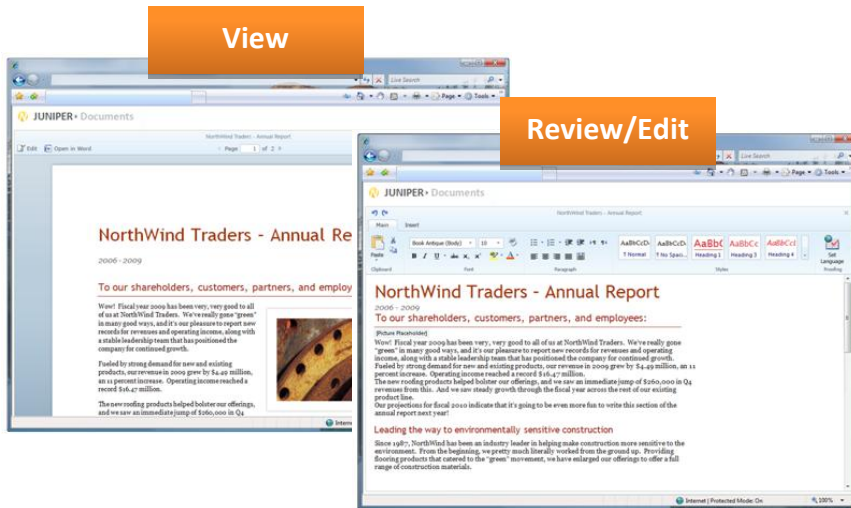 View
Live Search
Page
Tools
JUNIPER • Documents
NorthWind Traders - Annual Report
Edit Open in Word Page 1 of 2
NorthWind Traders - Annual Re
2006 - 2009
To our shareholders, customers, partners, and employ
Wow! Fiscal year 2009 has been very, very good to all
of us at NorthWind Traders. We've really gone "green"
in many good ways, and it's our pleasure to report new
records for revenues and operating income, along with
a stable leadership team that has positioned the
company for continued growth.
Fueled by strong demand for new and existing
products, our revenue in 2009 grew by $4.49 million,
an 11 percent increase. Operating income reached a
record $16.47 million.
The new roofing products helped bolster our offerings,
and we saw an immediate jump of $260,000 in Q4
Review/Edit
Live Search
Page Tools
JUNIPER • Documents
NorthWind Traders - Annual Report
Main Insert
Paste
Book Antique (Body) 10
B I U abc x, x' A
AaBbCcD AaBbCcD AaBbC AaBbCc AaBbCcI
T Normal T No Spac... Heading 1 Heading 3 Heading 4
Set
Language
Clipboard Font Paragraph Styles Proofing
NorthWind Traders - Annual Report
2006 - 2009
To our shareholders, customers, partners, and employees:
[Picture Placeholder]
Wow! Fiscal year 2009 has been very, very good to all of us at NorthWind Traders. We've really gone
"green" in many good ways, and it's our pleasure to report new records for revenues and operating
income, along with a stable leadership team that has positioned the company for continued growth.
Fueled by strong demand for new and existing products, our revenue in 2009 grew by $4.49 million, an 11
percent increase. Operating income reached a record $16.47 million.
The new roofing products helped bolster our offerings, and we saw an immediate jump of $260,000 in Q4
revenues from this. And we saw steady growth through the fiscal year across the rest of our existing
product line.
Our projections for fiscal 2010 indicate that it's going to be even more fun to write this section of the
annual report next year!
Leading the way to environmentally sensitive construction
Since 1987, NorthWind has been an industry leader in helping make construction more sensitive to the
environment. From the beginning, we pretty much literally worked from the ground up. Providing
flooring products that catered to the "green" movement, we have enlarged our offerings to offer a full
range of construction materials.
Internet | Protected Mode: On 100%